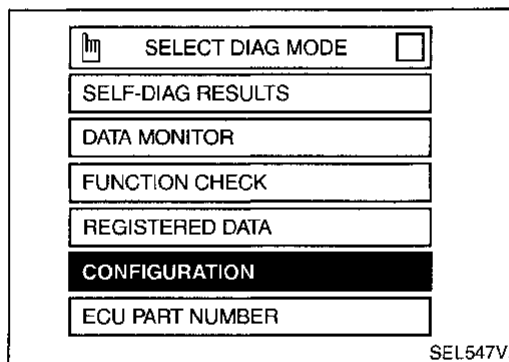 SELECT DIAG MODE
SELF-DIAG RESULTS
DATA MONITOR
FUNCTION CHECK
REGISTERED DATA
CONFIGURATION
ECU PART NUMBER
SEL547V